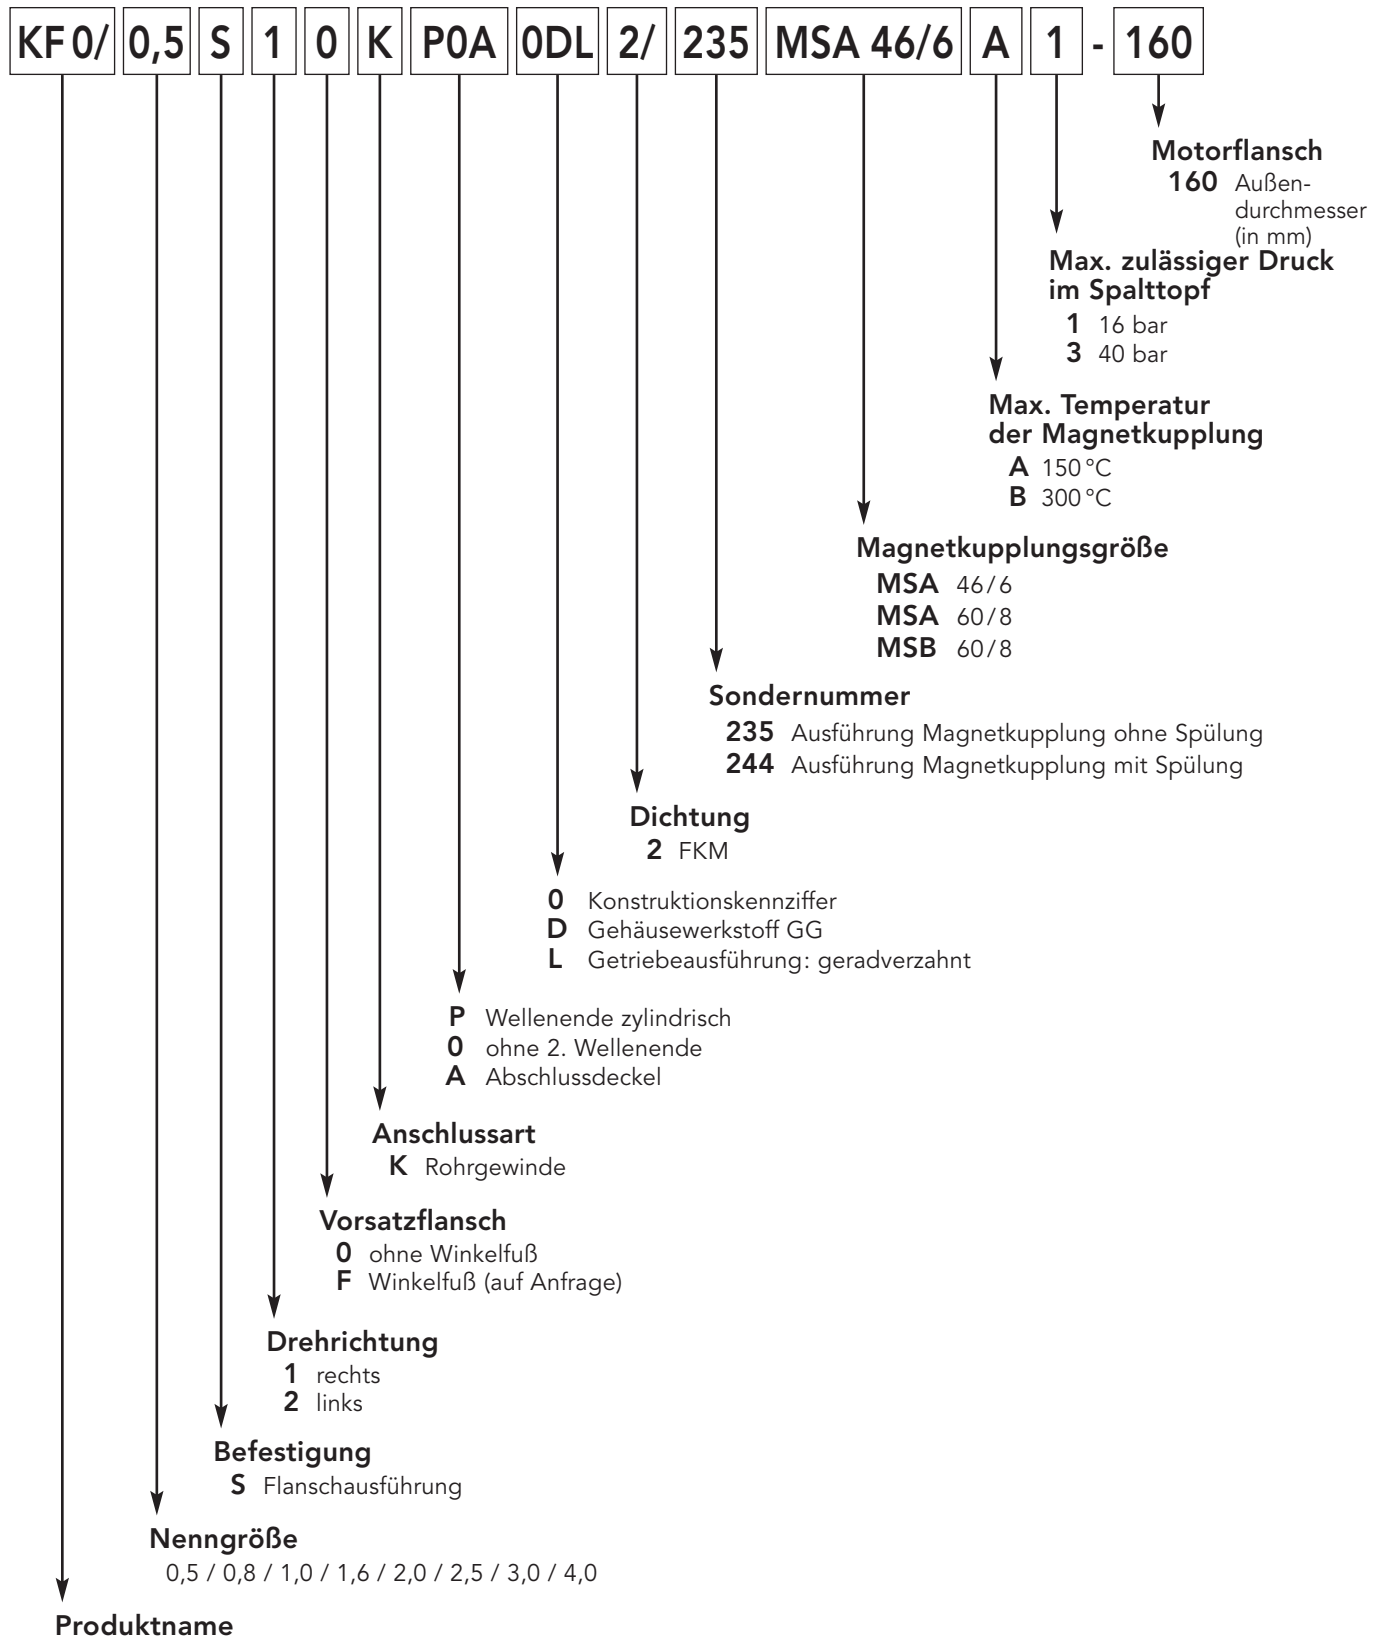 KF 0/ 0,5 S 1 0 K P0A 0DL 2/ 235 MSA 46/6 A 1 - 160
Motorflansch
160 Außen-
durchmesser
(in mm)
Max. zulässiger Druck
im Spalttopf
1 16 bar
3 40 bar
Max. Temperatur
der Magnetkupplung
A 150 °C
B 300 °C
Magnetkupplungsgröße
MSA 46/6
MSA 60/8
MSB 60/8
Sondernummer
235 Ausführung Magnetkupplung ohne Spülung
244 Ausführung Magnetkupplung mit Spülung
Dichtung
2 FKM
0 Konstruktionskennziffer
D Gehäusewerkstoff GG
L Getriebeausführung: geradverzahnt
P Wellenende zylindrisch
0 ohne 2. Wellenende
A Abschlussdeckel
Anschlussart
K Rohrgewinde
Vorsatzflansch
0 ohne Winkelfuß
F Winkelfuß (auf Anfrage)
Drehrichtung
1 rechts
2 links
Befestigung
S Flanschausführung
Nenngröße
0,5 / 0,8 / 1,0 / 1,6 / 2,0 / 2,5 / 3,0 / 4,0
Produktname